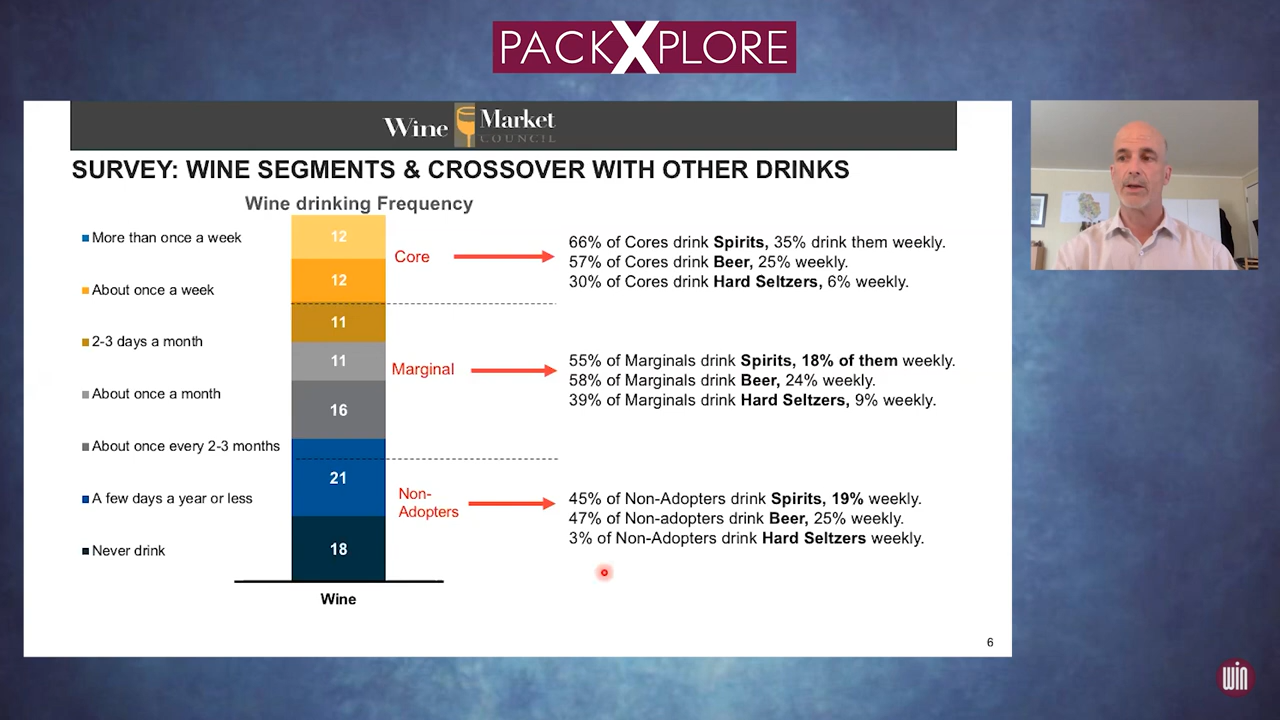 PACKXPLORE
Wine Market
COUNCIL
SURVEY: WINE SEGMENTS & CROSSOVER WITH OTHER DRINKS
Wine drinking Frequency
More than once a week
About once a week
2-3 days a month
About once a month
About once every 2-3 months
A few days a year or less
Never drink
12
12
11
11
16
21
18
Wine
Core
66% of Cores drink Spirits, 35% drink them weekly.
57% of Cores drink Beer, 25% weekly.
30% of Cores drink Hard Seltzers, 6% weekly.
Marginal
55% of Marginals drink Spirits, 18% of them weekly.
58% of Marginals drink Beer, 24% weekly.
39% of Marginals drink Hard Seltzers, 9% weekly.
Non-
Adopters
45% of Non-Adopters drink Spirits, 19% weekly.
47% of Non-adopters drink Beer, 25% weekly.
3% of Non-Adopters drink Hard Seltzers weekly.
6
win